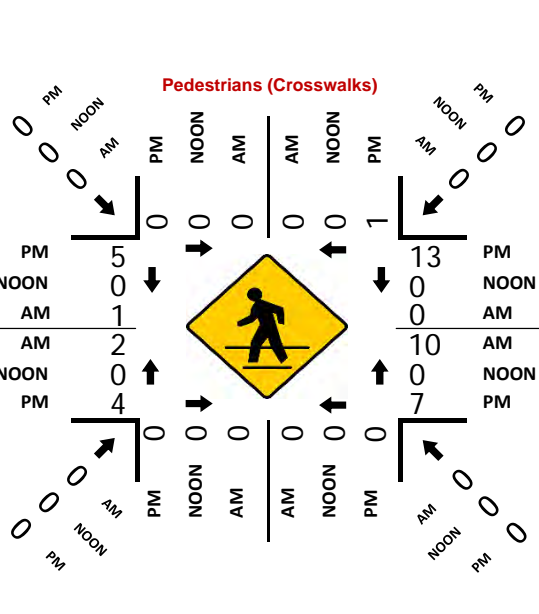 Pedestrians (Crosswalks)
PM NOON AM
0 0 0
PM NOON AM
0 0 0
AM NOON PM
0 0 1
PM NOON AM
0 0 0
PM 5
NOON 0
AM 1
AM 2
NOON 0
PM 4
13 PM
0 NOON
0 AM
10 AM
0 NOON
7 PM
0 0 0
AM NOON PM
0 0 0
PM NOON AM
0 0 0
AM NOON PM
0 0 0
AM NOON PM